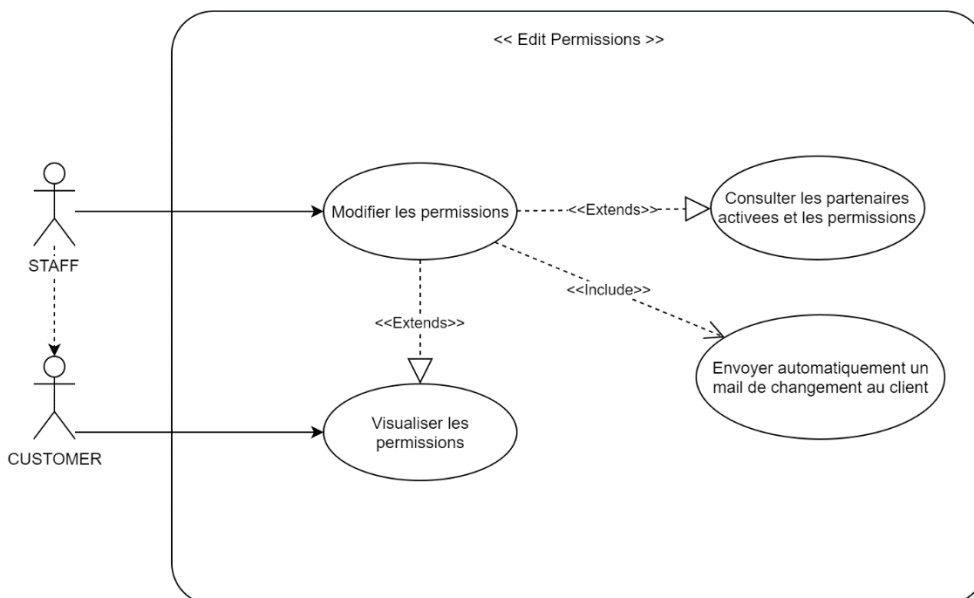 << Edit Permissions >>
Modifier les permissions
<<Extends>>
Consulter les partenaires
activees et les permissions
STAFF
<<Include>>
<<Extends>>
Envoyer automatiquement un
mail de changement au client
Visualiser les
permissions
CUSTOMER